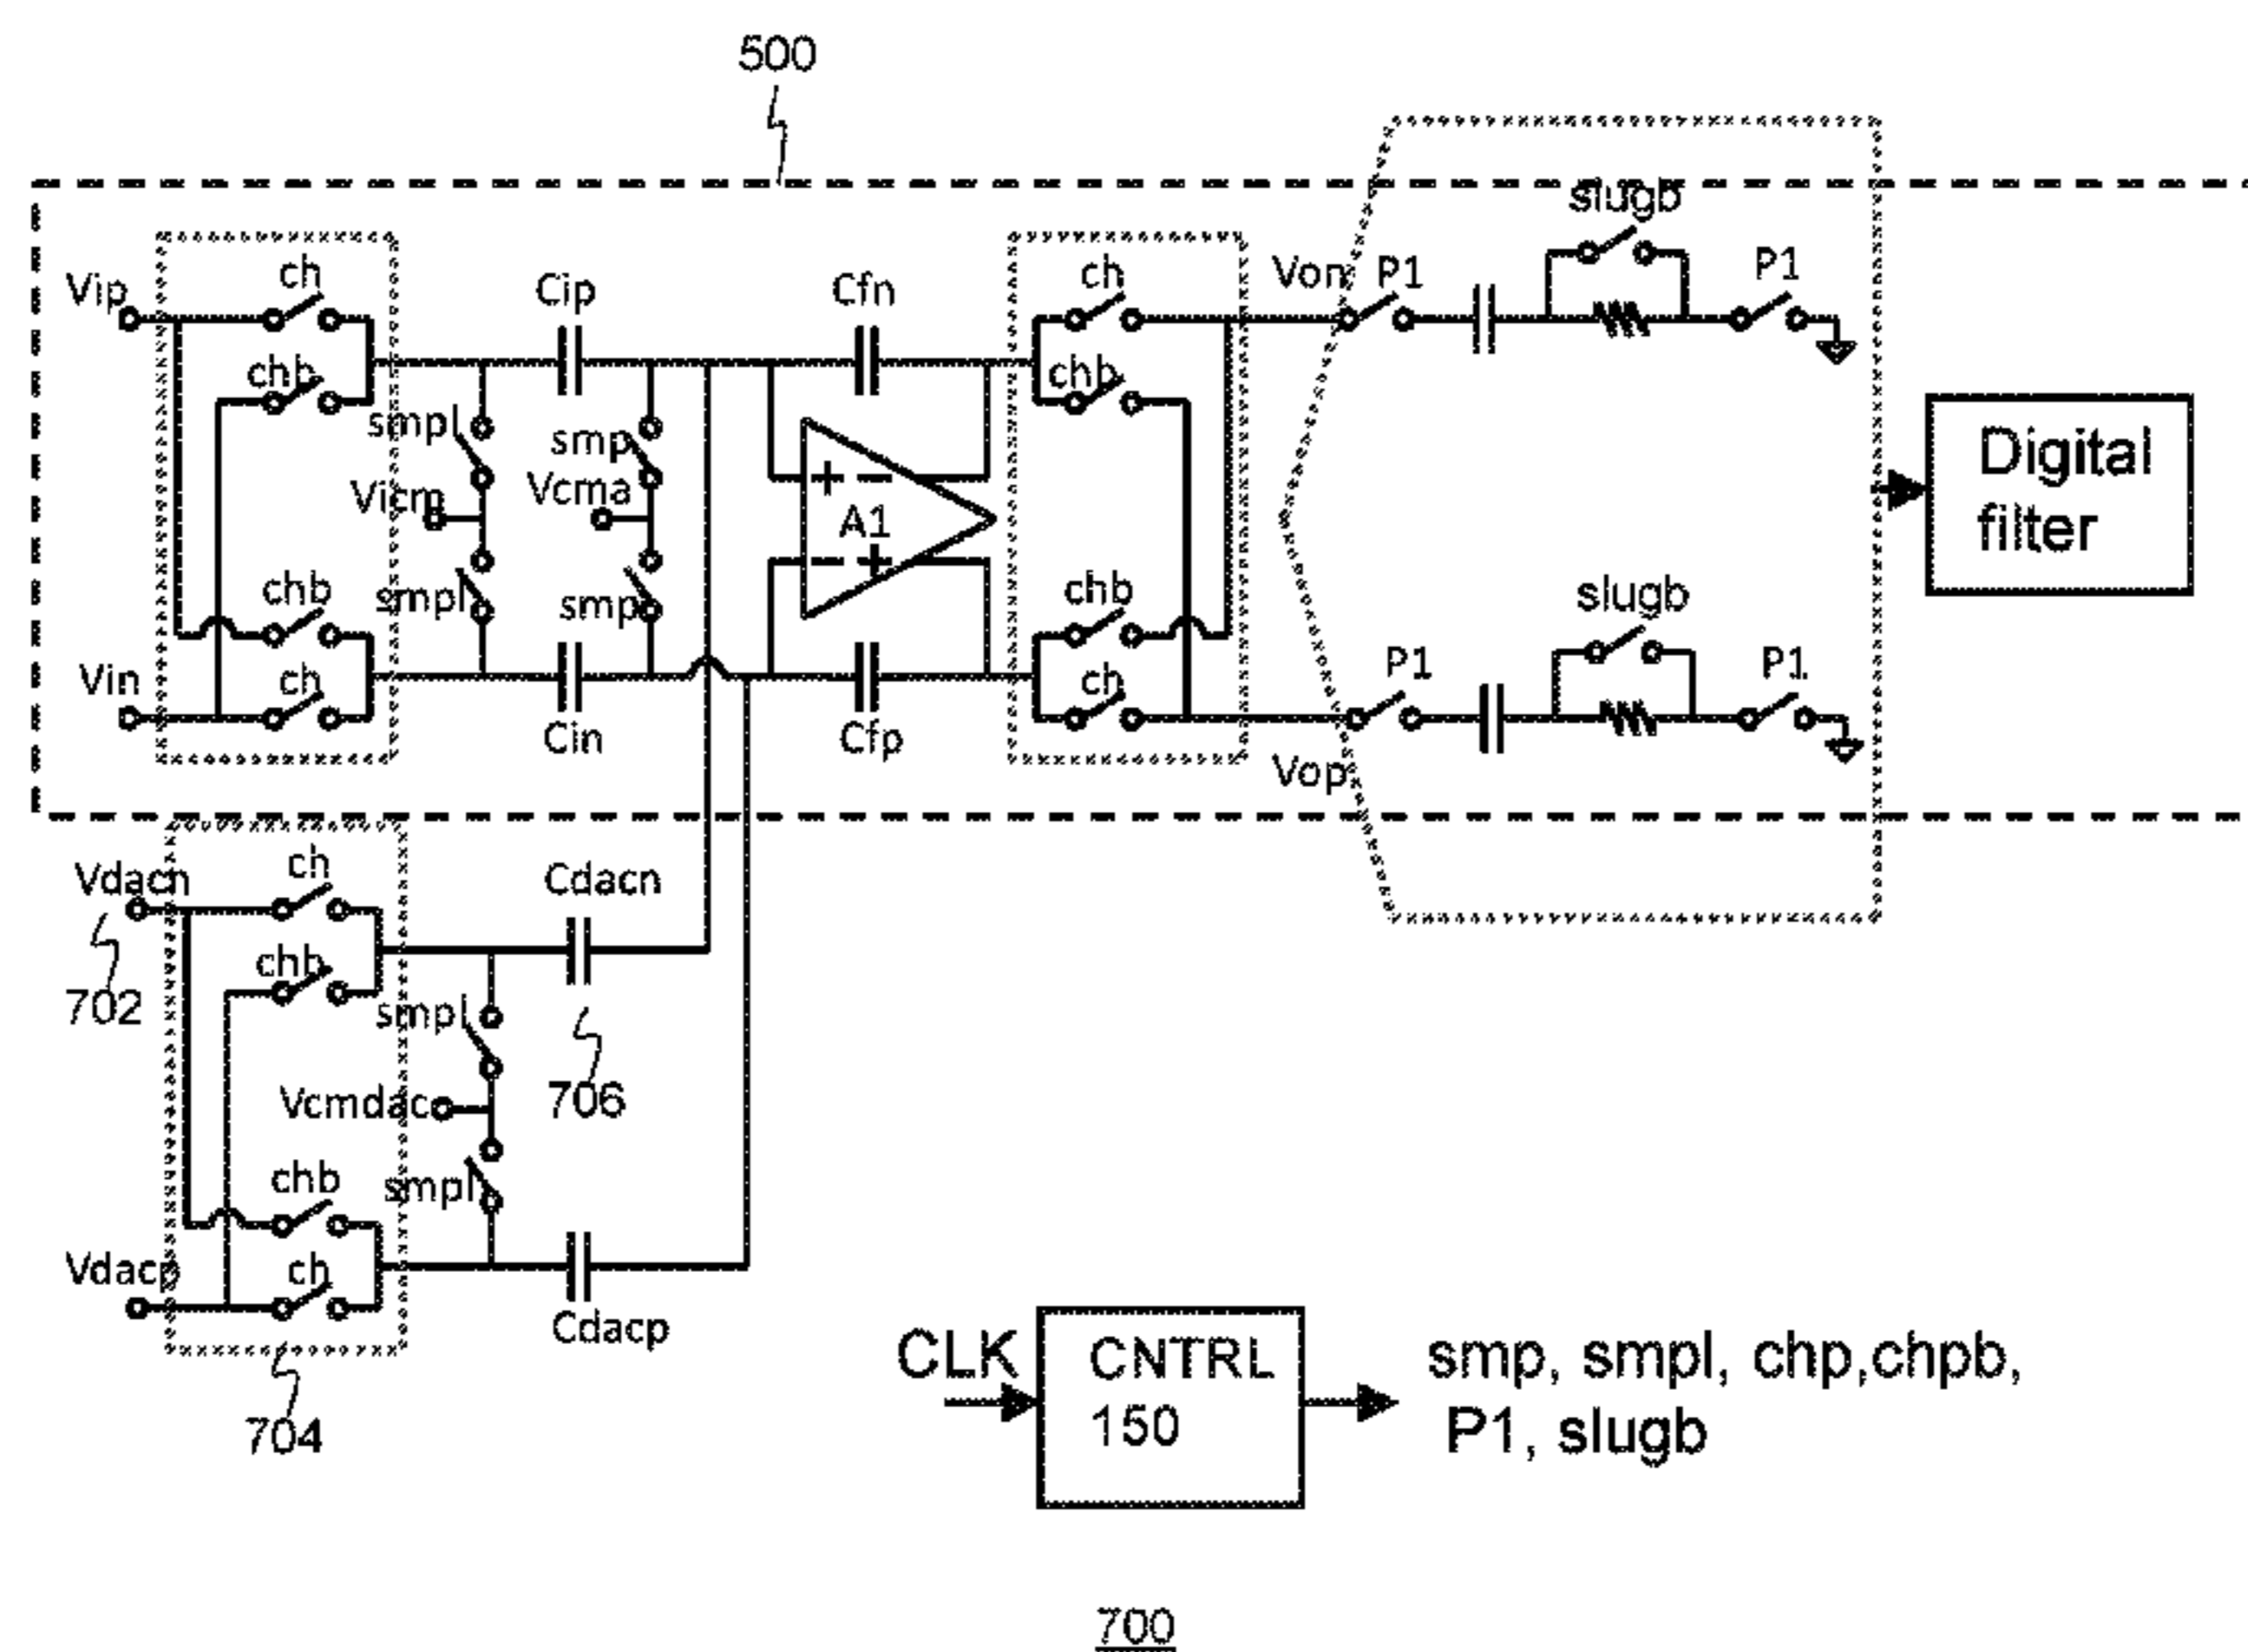 500
slugb
Vip
ch
Cip
Cfn
ch
Von
P1
P1
chb
chb
smpl
smp
Vicm
Vcma
+ −
A1
− +
Digital
filter
smpl
smp
chb
chb
slugb
Vin
ch
ch
P1
P1
Cin
Cfp
Vop
Vdacn
ch
Cdacn
702
chb
smpl
706
Vcmdac
chb
smpl
Vdacp
ch
Cdacp
704
CLK
CNTRL
150
smp, smpl, chp,chpb,
P1, slugb
700